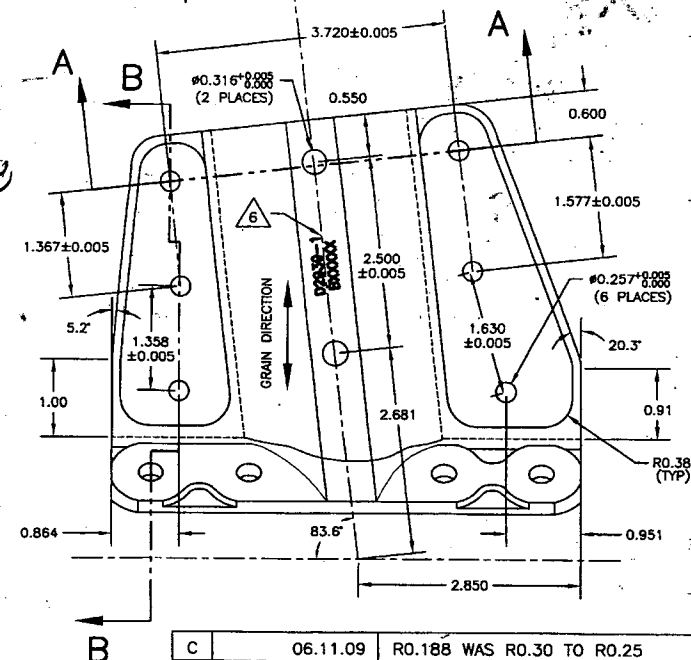 3.720±0.005
A
A
B
ø0.316+0.005 0.000
(2 PLACES)
0.550
0.600
1.577±0.005
1.367±0.005
6
D2639-1
BXXXXX
2.500
±0.005
ø0.257+0.005 0.000
(6 PLACES)
5.2°
1.358
±0.005
GRAIN DIRECTION
1.630
±0.005
20.3°
1.00
2.681
0.91
R0.38
(TYP)
0.864
83.6°
0.951
2.850
B
C 06.11.09 R0.188 WAS R0.30 TO R0.25